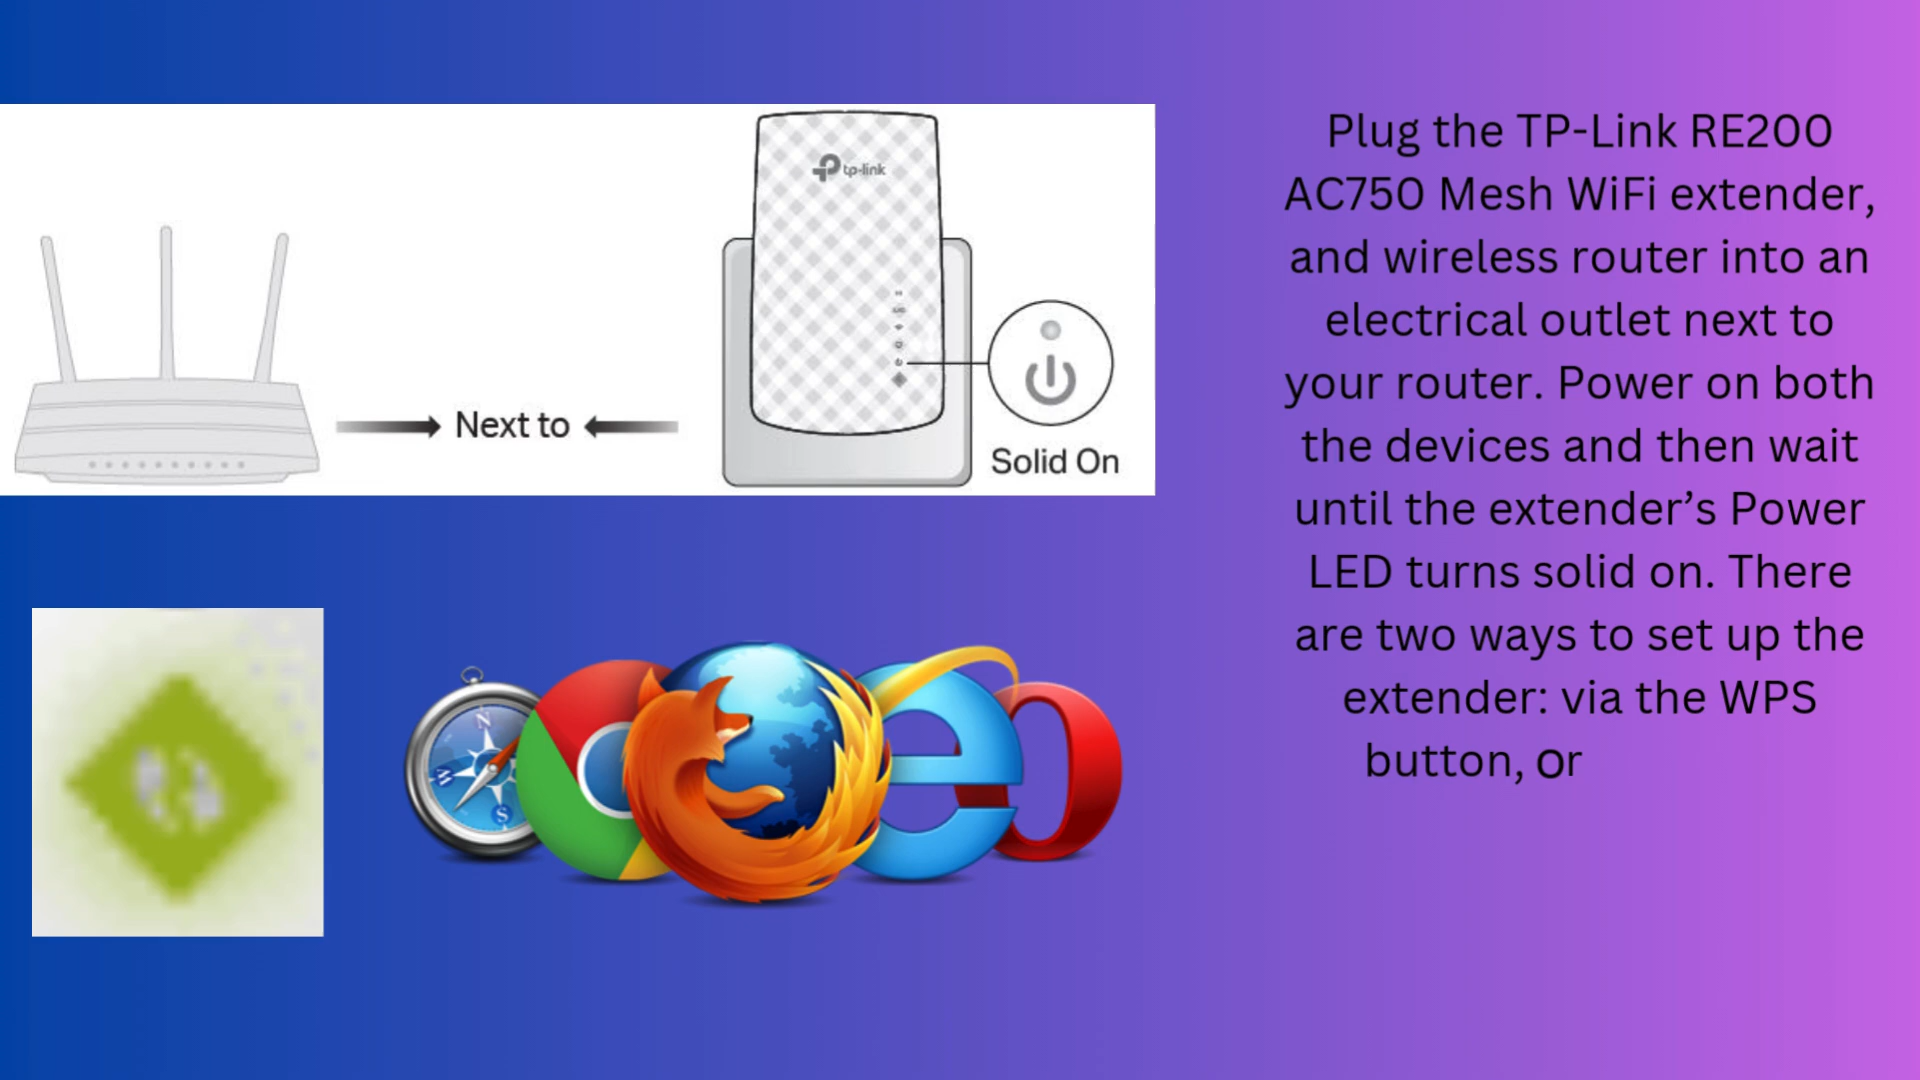 tp-link
Next to
Solid On
Plug the TP-Link RE200
AC750 Mesh WiFi extender,
and wireless router into an
electrical outlet next to
your router. Power on both
the devices and then wait
until the extender’s Power
LED turns solid on. There
are two ways to set up the
extender: via the WPS
button, or
N
W
S